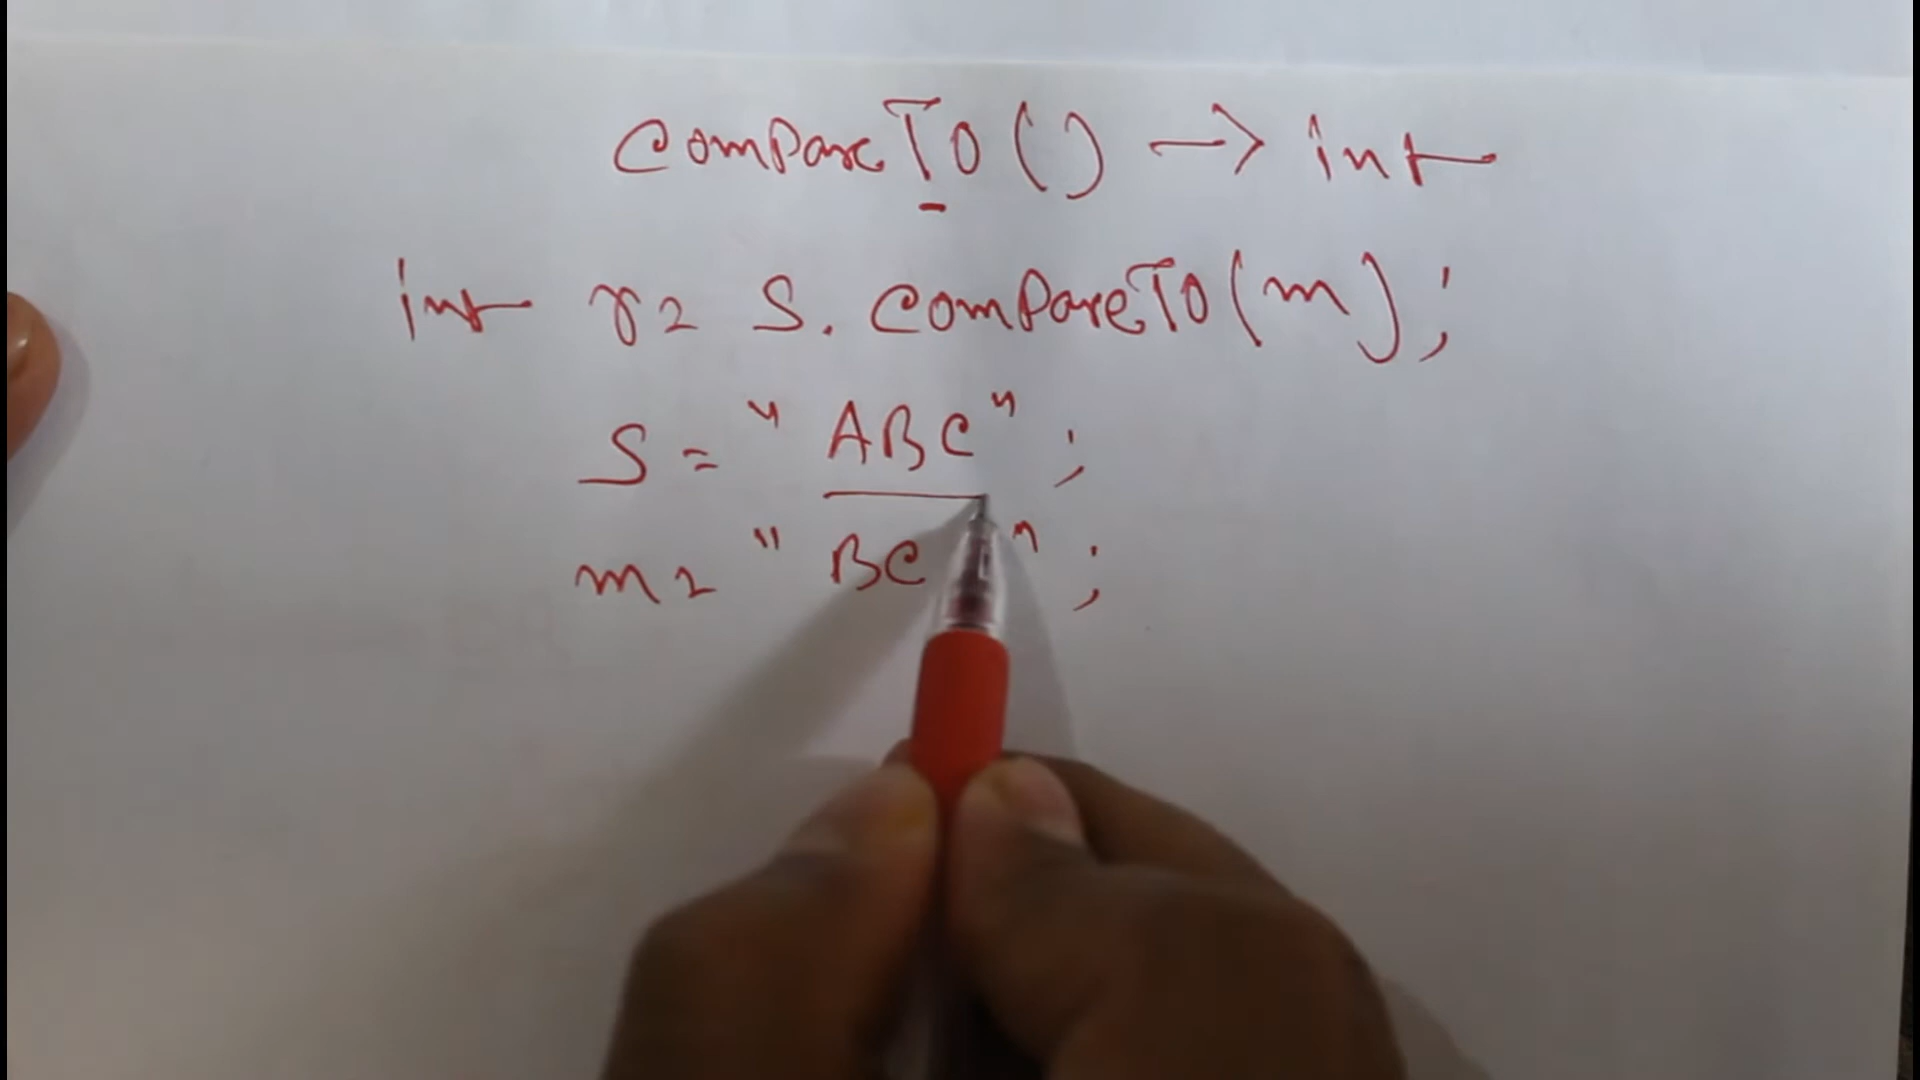 compareTo() → int
int r = s.compareTo(m);
S = "ABC";
m = "BC";